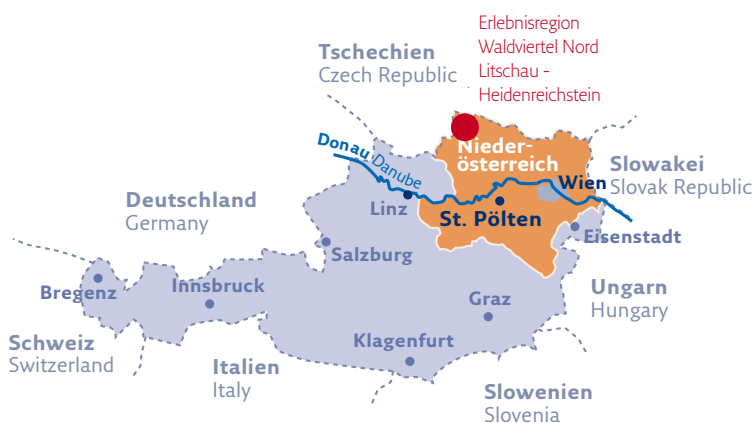 Erlebnisregion
Waldviertel Nord
Litschau -
Heidenreichstein
Tschechien
Czech Republic
Donau Danube
Nieder-
österreich
Slowakei
Slovak Republic
Wien
Deutschland
Germany
Linz
St. Pölten
Eisenstadt
Salzburg
Bregenz
Innsbruck
Graz
Ungarn
Hungary
Schweiz
Switzerland
Italien
Italy
Klagenfurt
Slowenien
Slovenia